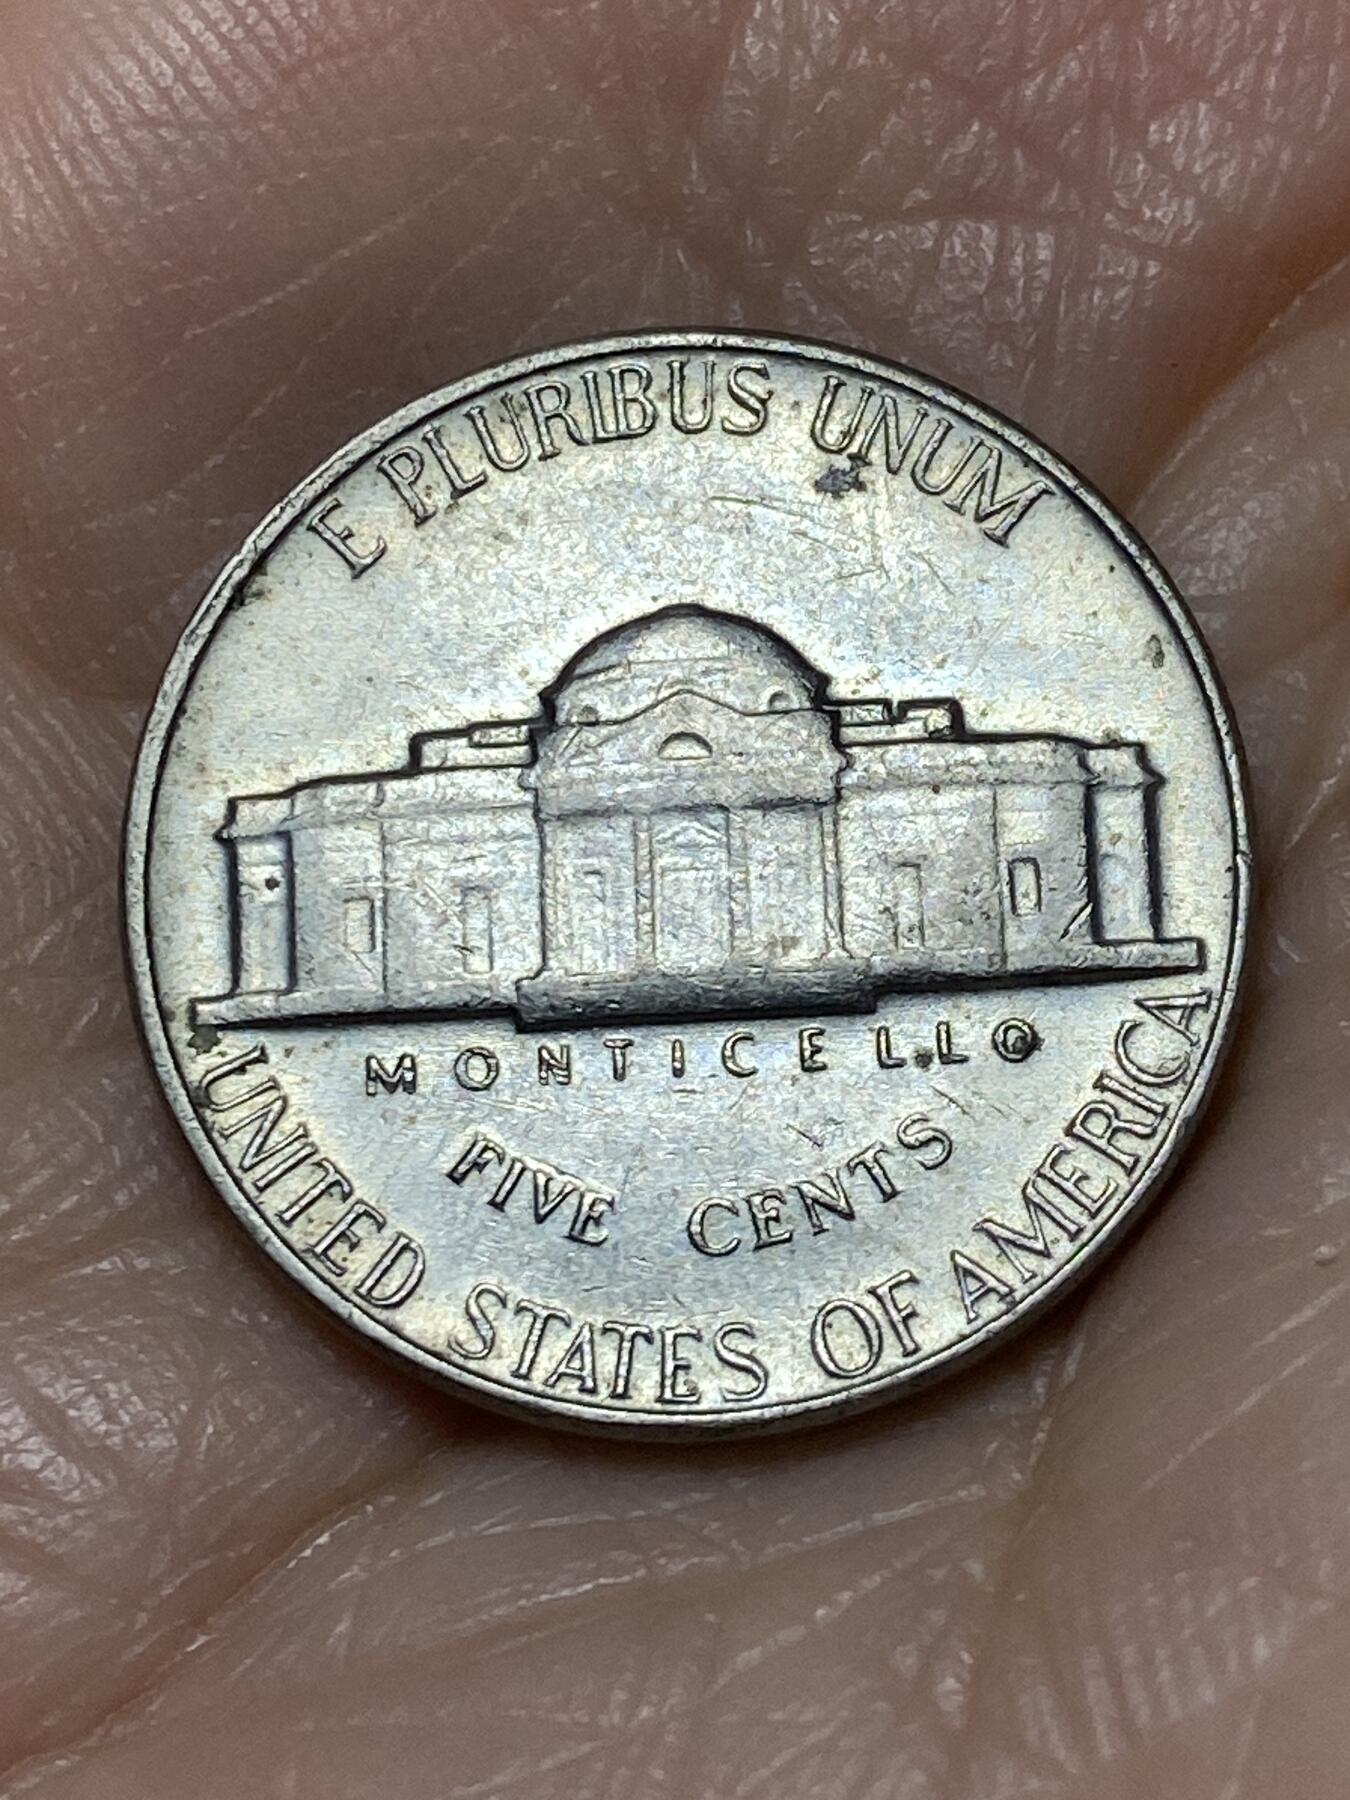 E PLURIBUS UNUM
MONTICELLO
FIVE CENTS
UNITED STATES OF AMERICA